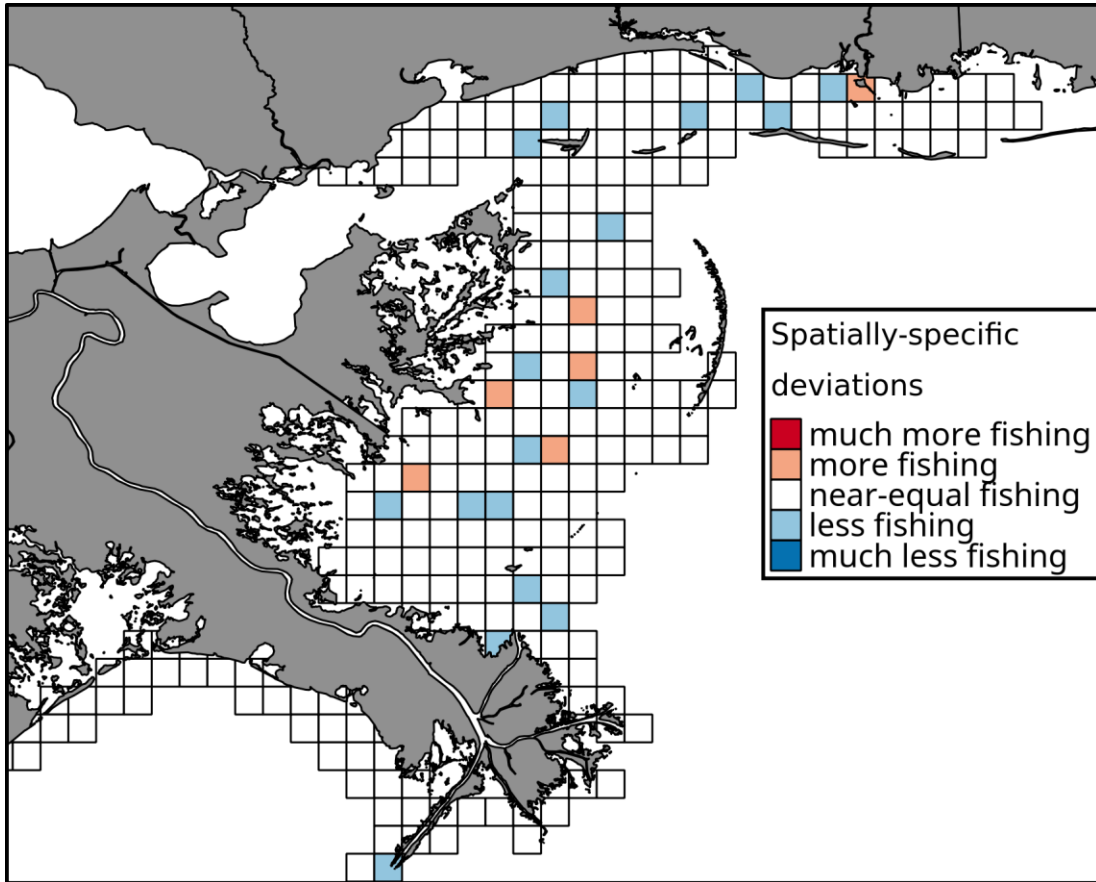 Spatially-specific
deviations
much more fishing
more fishing
near-equal fishing
less fishing
much less fishing